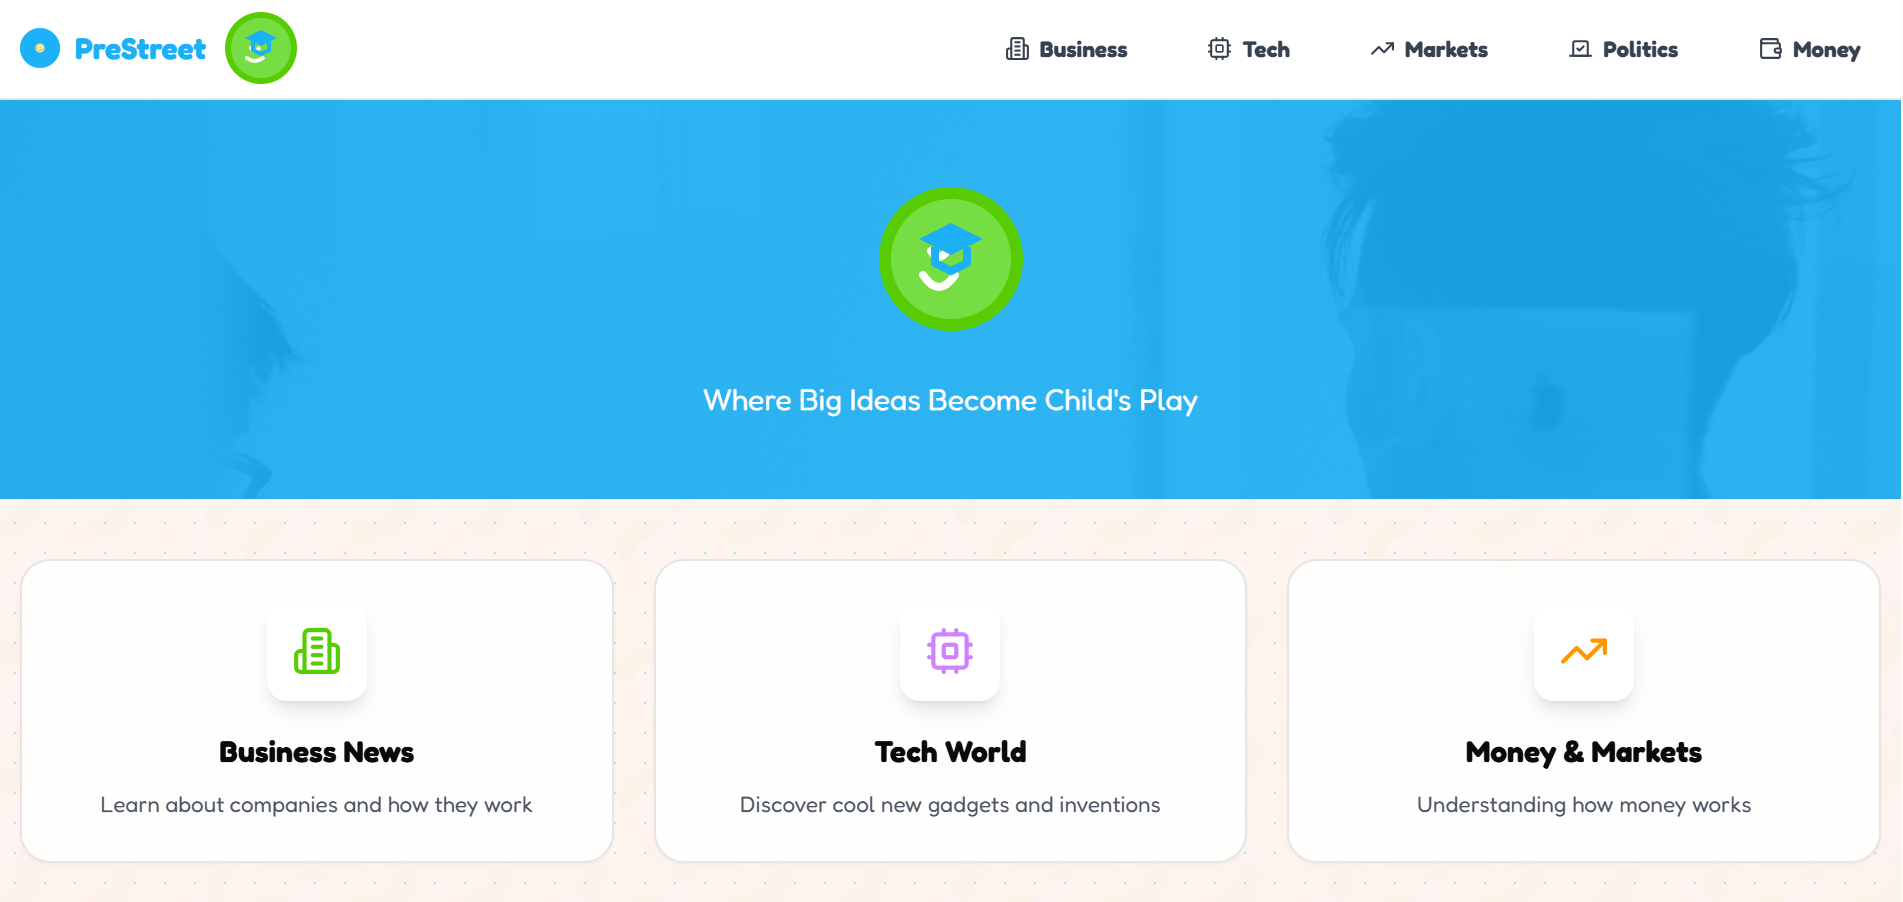 PreStreet
Business
Tech
Markets
Politics
Money
Where Big Ideas Become Child's Play
Business News
Learn about companies and how they work
Tech World
Discover cool new gadgets and inventions
Money & Markets
Understanding how money works